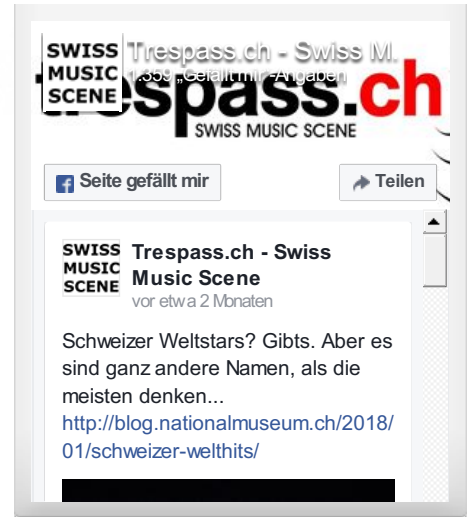 SWISS
MUSIC
SCENE
Trespass.ch - Swiss M.
1.359 „Gefällt mir“-Angaben
trespass.ch
SWISS MUSIC SCENE
Seite gefällt mir
Teilen
SWISS
MUSIC
SCENE
Trespass.ch - Swiss
Music Scene
vor etwa 2 Monaten
Schweizer Weltstars? Gibts. Aber es
sind ganz andere Namen, als die
meisten denken...
http://blog.nationalmuseum.ch/2018/
01/schweizer-welthits/